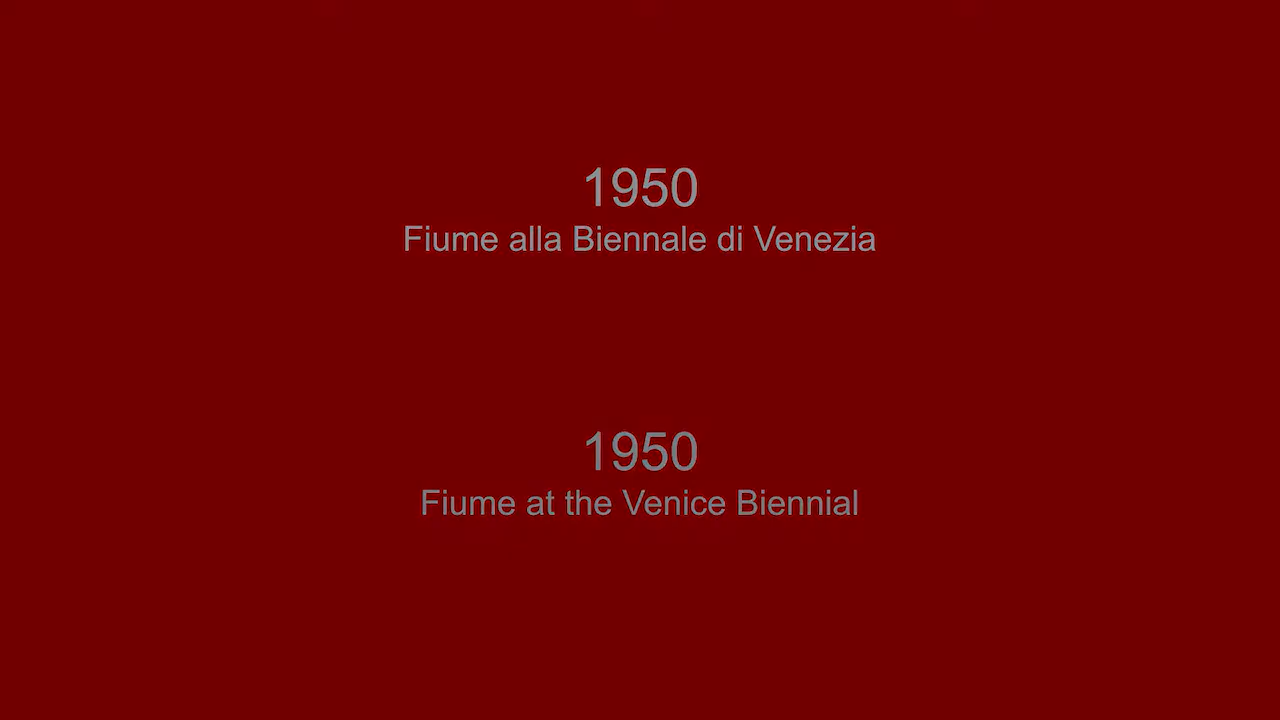 1950
Fiume alla Biennale di Venezia
1950
Fiume at the Venice Biennial